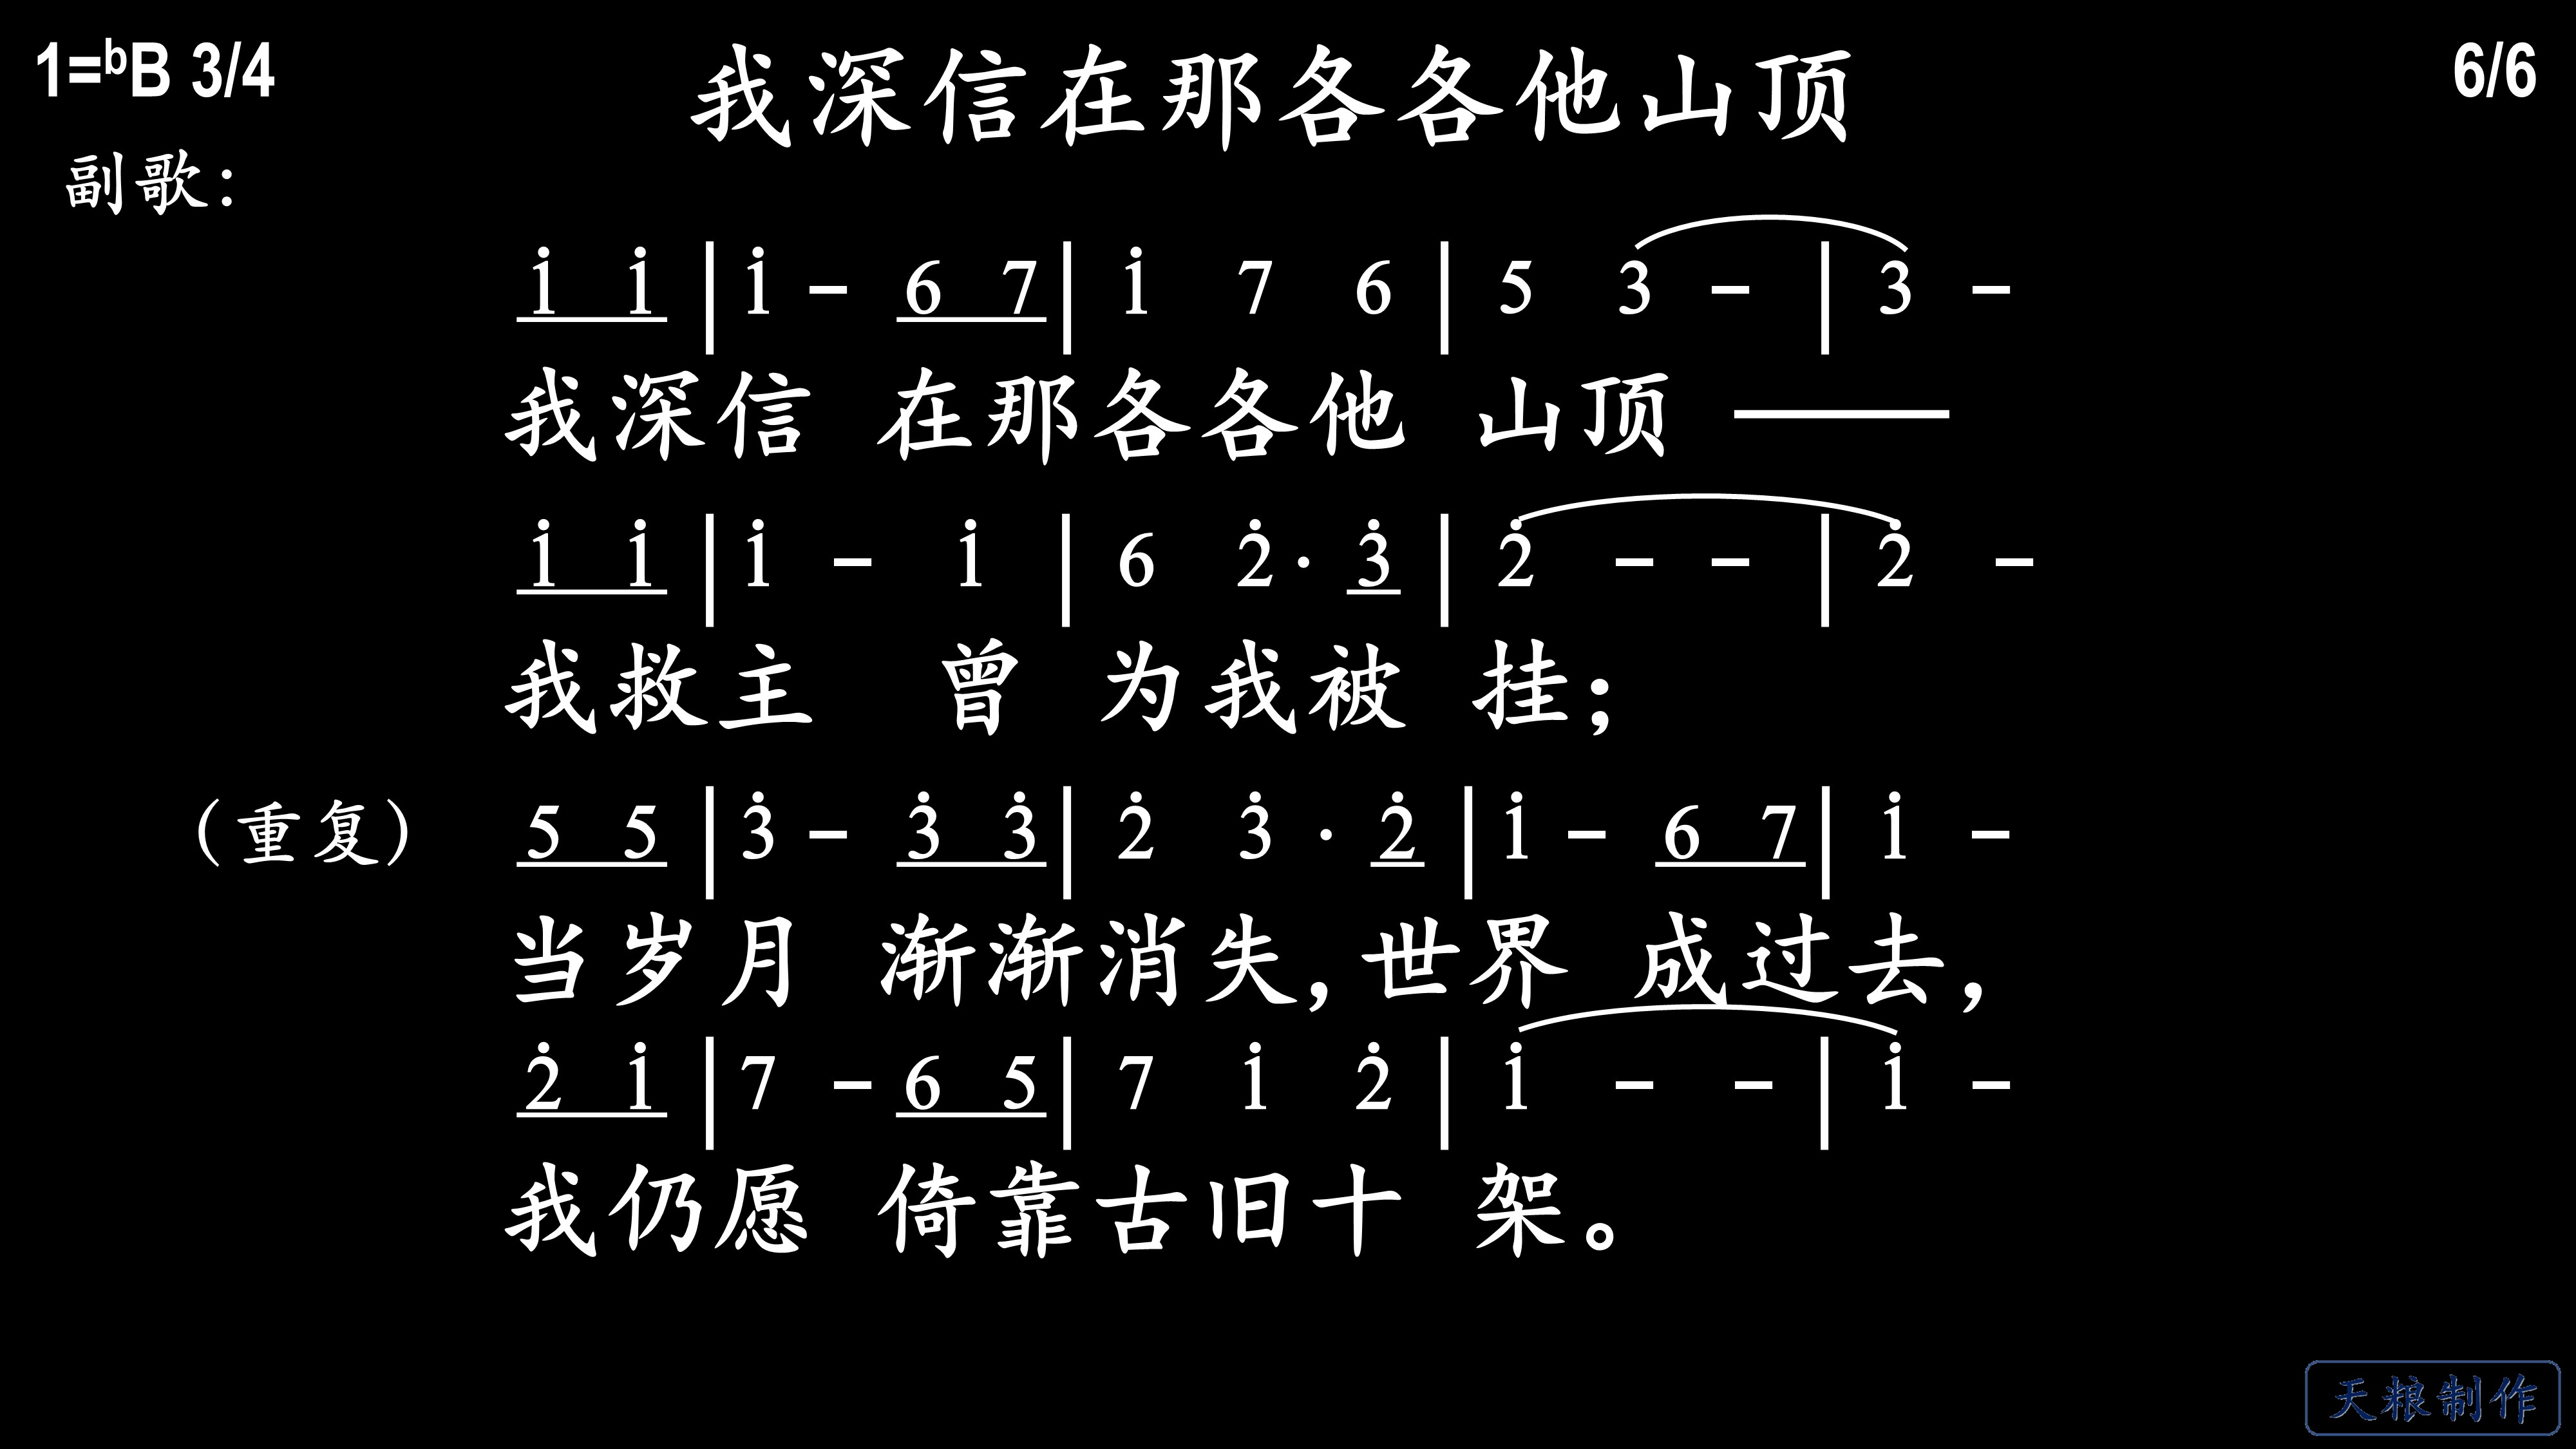 1=ᵇB 3/4 我深信在那各各他山顶 6/6
副歌：
i̇ i̇ | i̇ – 6 7 | i̇ 7 6 | 5 3 – | 3 –
我深信 在那各各他 山顶 ——
i̇ i̇ | i̇ – i̇ | 6 2̇ · 3̇ | 2̇ – – | 2̇ –
我救主 曾 为我被 挂；
（重复） 5 5 | 3̇ – 3̇ 3̇ | 2̇ 3̇ · 2̇ | i̇ – 6 7 | i̇ –
当岁月 渐渐消失，世界 成过去，
2̇ i̇ | 7 – 6 5 | 7 i̇ 2̇ | i̇ – – | i̇ –
我仍愿 倚靠古旧十 架。
天粮制作